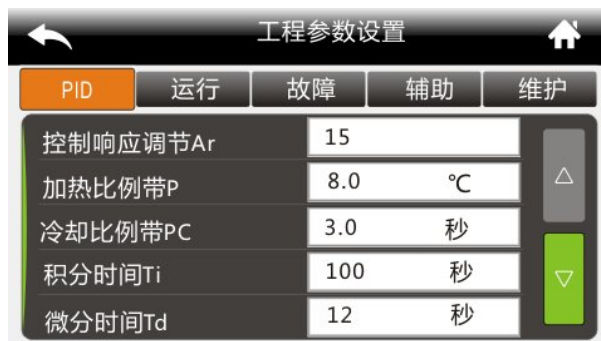 工程参数设置
PID 运行 故障 辅助 维护
控制响应调节Ar 15
加热比例带P 8.0 ℃
冷却比例带PC 3.0 秒
积分时间Ti 100 秒
微分时间Td 12 秒